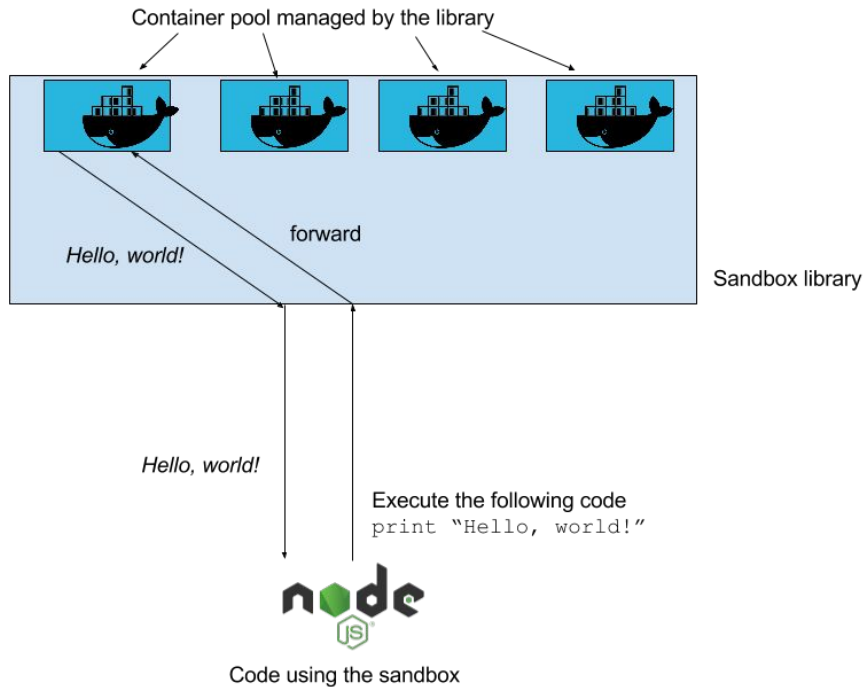 Container pool managed by the library
forward
Hello, world!
Sandbox library
Hello, world!
Execute the following code
print “Hello, world!”
node
JS
®
Code using the sandbox